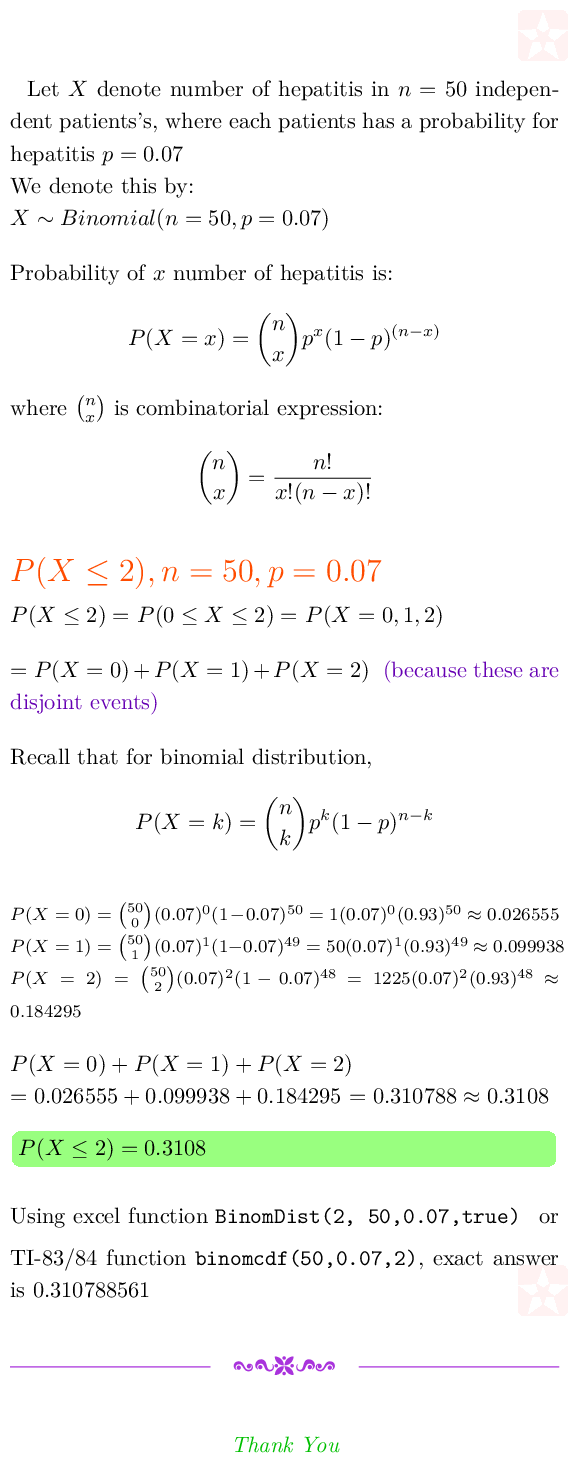 Let X denote number of hepatitis in n = 50 indepen-
dent patients's, where each patients has a probability for
hepatitis p = 0.07
We denote this by:
X ∼ Binomial(n = 50, p = 0.07)
Probability of x number of hepatitis is:
P(X = x) = \binom{n}{x} p^x (1 − p)^{(n−x)}
where \binom{n}{x} is combinatorial expression:
\binom{n}{x} = \frac{n!}{x!(n − x)!}
P(X ≤ 2), n = 50, p = 0.07
P(X ≤ 2) = P(0 ≤ X ≤ 2) = P(X = 0, 1, 2)
= P(X = 0) + P(X = 1) + P(X = 2) (because these are
disjoint events)
Recall that for binomial distribution,
P(X = k) = \binom{n}{k} p^k (1 − p)^{n−k}
P(X = 0) = \binom{50}{0} (0.07)^0 (1−0.07)^{50} = 1(0.07)^0 (0.93)^{50} ≈ 0.026555
P(X = 1) = \binom{50}{1} (0.07)^1 (1−0.07)^{49} = 50(0.07)^1 (0.93)^{49} ≈ 0.099938
P(X = 2) = \binom{50}{2} (0.07)^2 (1 − 0.07)^{48} = 1225(0.07)^2 (0.93)^{48} ≈
0.184295
P(X = 0) + P(X = 1) + P(X = 2)
= 0.026555 + 0.099938 + 0.184295 = 0.310788 ≈ 0.3108
P(X ≤ 2) = 0.3108
Using excel function BinomDist(2, 50,0.07,true) or
TI-83/84 function binomcdf(50,0.07,2), exact answer
is 0.310788561
Thank You